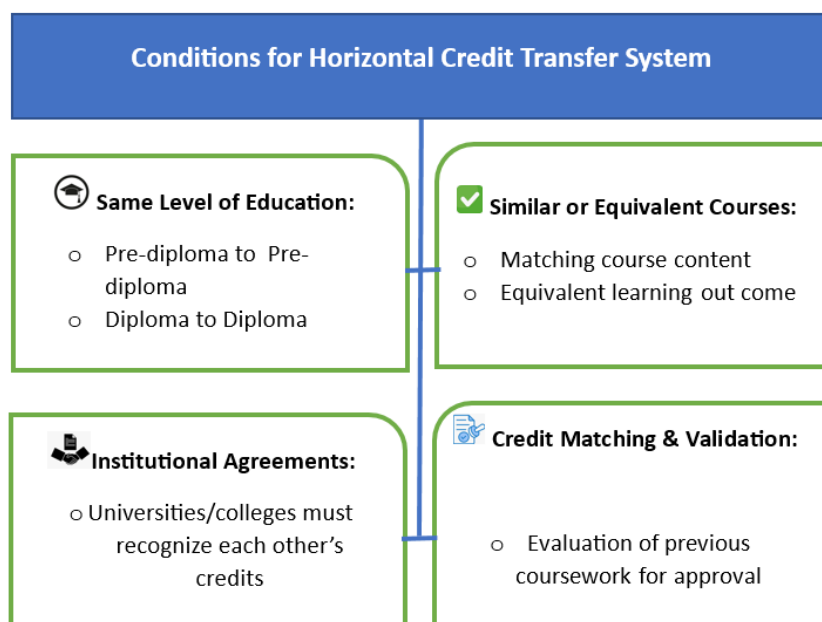 Conditions for Horizontal Credit Transfer System
Same Level of Education:
o Pre-diploma to Pre-
diploma
o Diploma to Diploma
Similar or Equivalent Courses:
o Matching course content
o Equivalent learning out come
Institutional Agreements:
o Universities/colleges must
recognize each other’s
credits
Credit Matching & Validation:
o Evaluation of previous
coursework for approval